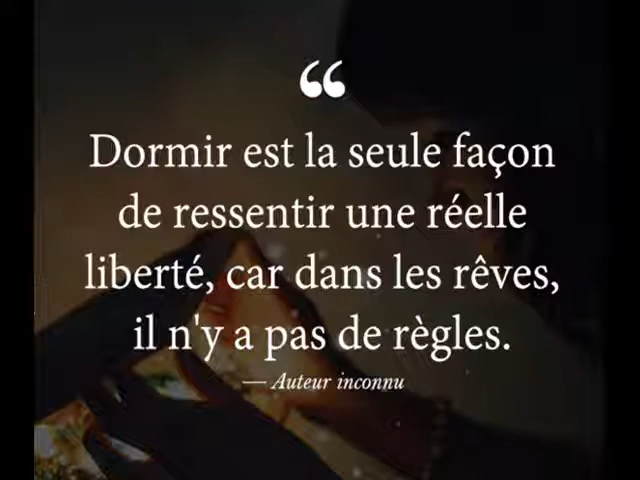 “
Dormir est la seule façon
de ressentir une réelle
liberté, car dans les rêves,
il n'y a pas de règles.
— Auteur inconnu